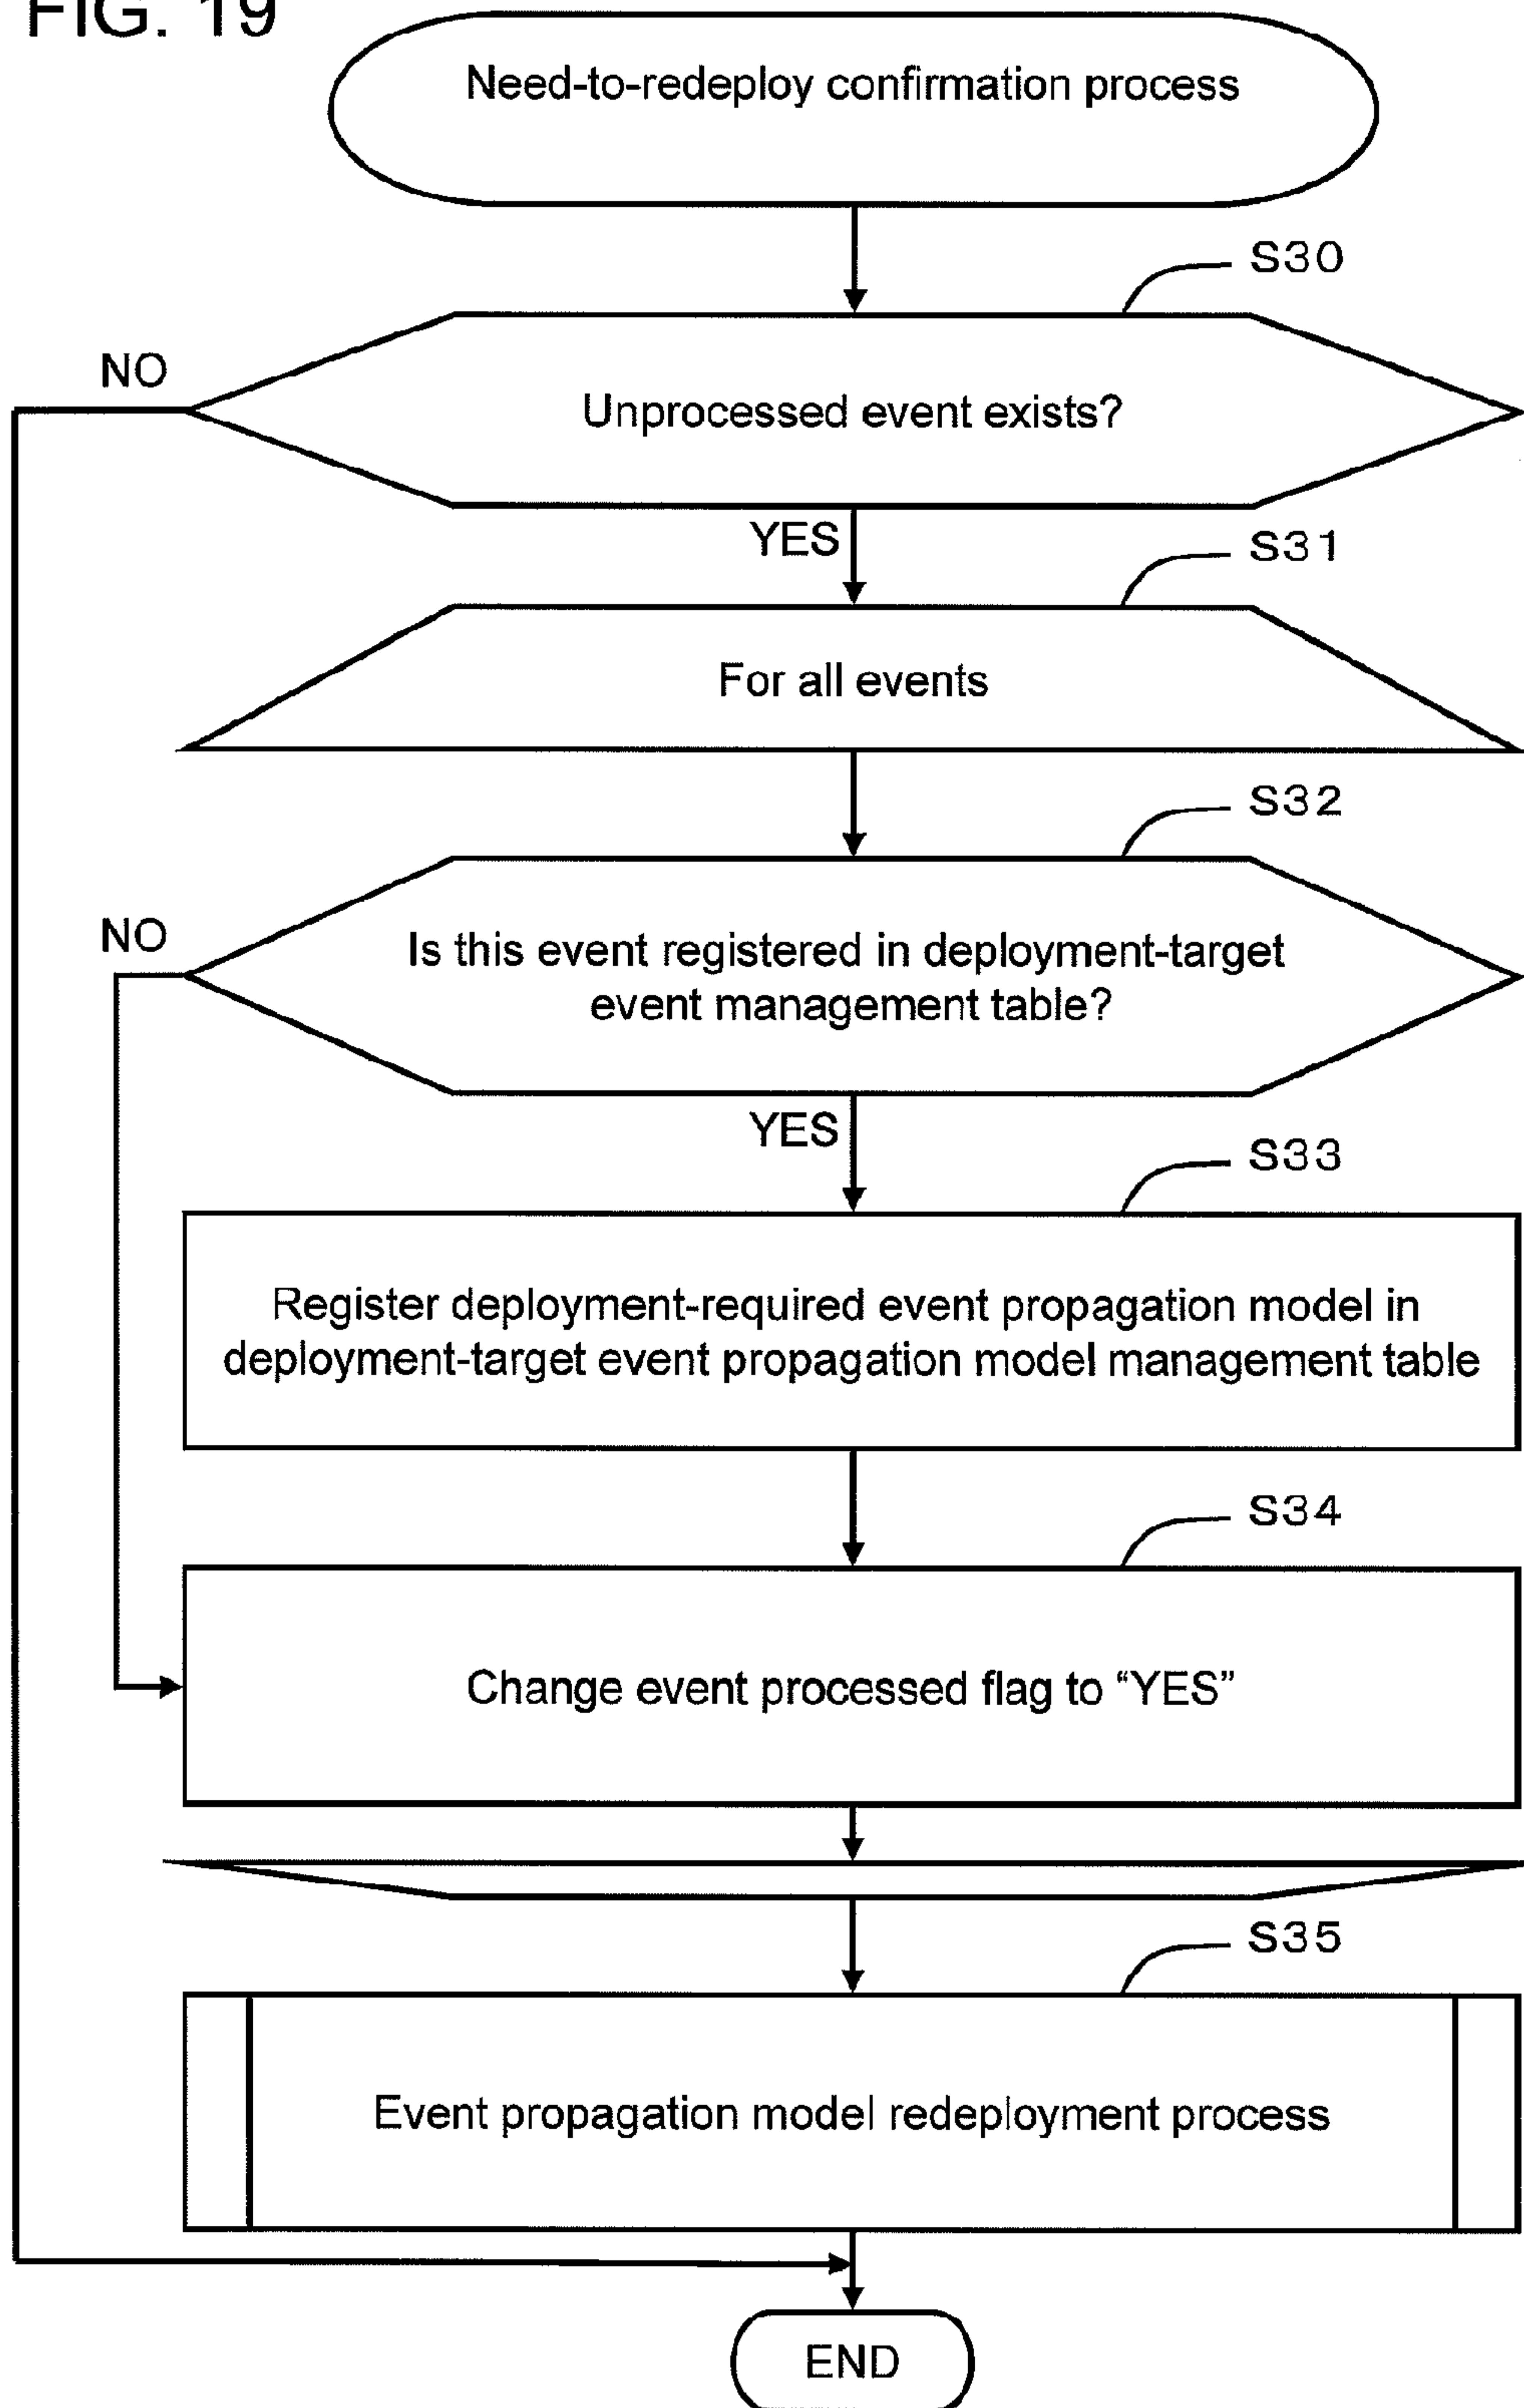 FIG. 19
Need-to-redeploy confirmation process
S30
NO
Unprocessed event exists?
YES
S31
For all events
S32
NO
Is this event registered in deployment-target
event management table?
YES
S33
Register deployment-required event propagation model in
deployment-target event propagation model management table
S34
Change event processed flag to “YES”
S35
Event propagation model redeployment process
END